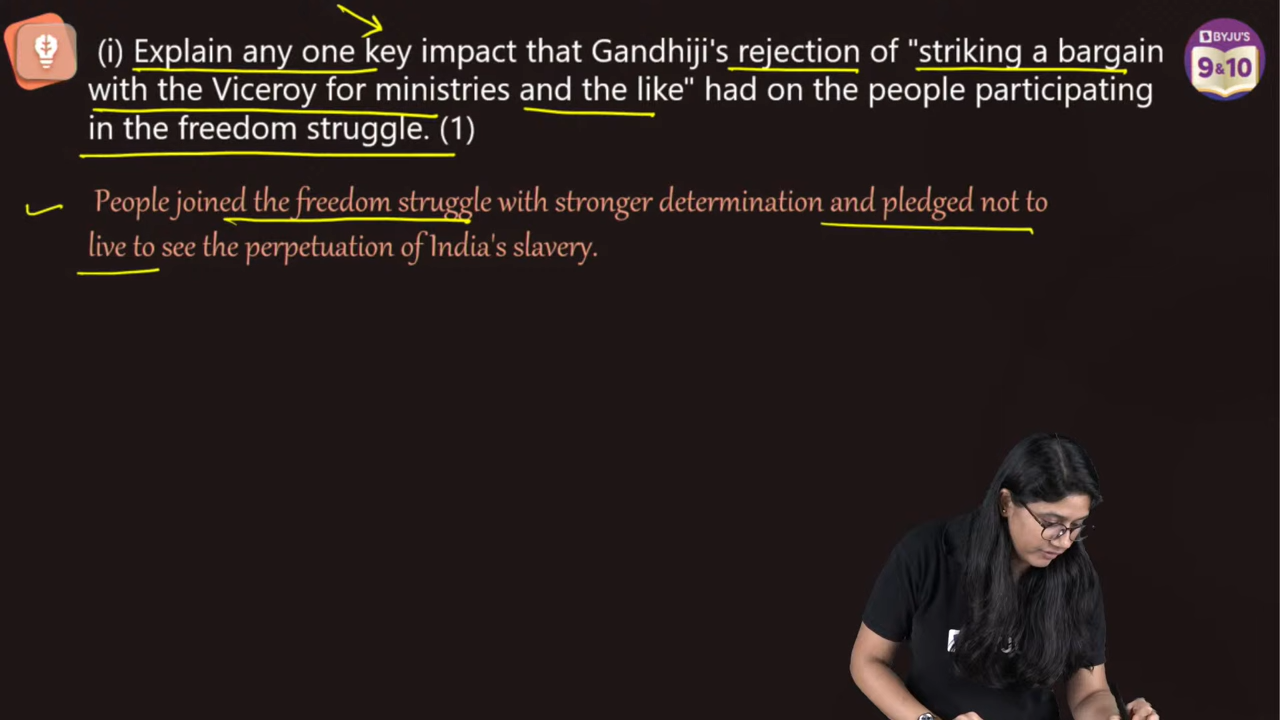 BYJU'S
9&10
(i) Explain any one key impact that Gandhiji's rejection of "striking a bargain
with the Viceroy for ministries and the like" had on the people participating
in the freedom struggle. (1)
People joined the freedom struggle with stronger determination and pledged not to
live to see the perpetuation of India's slavery.